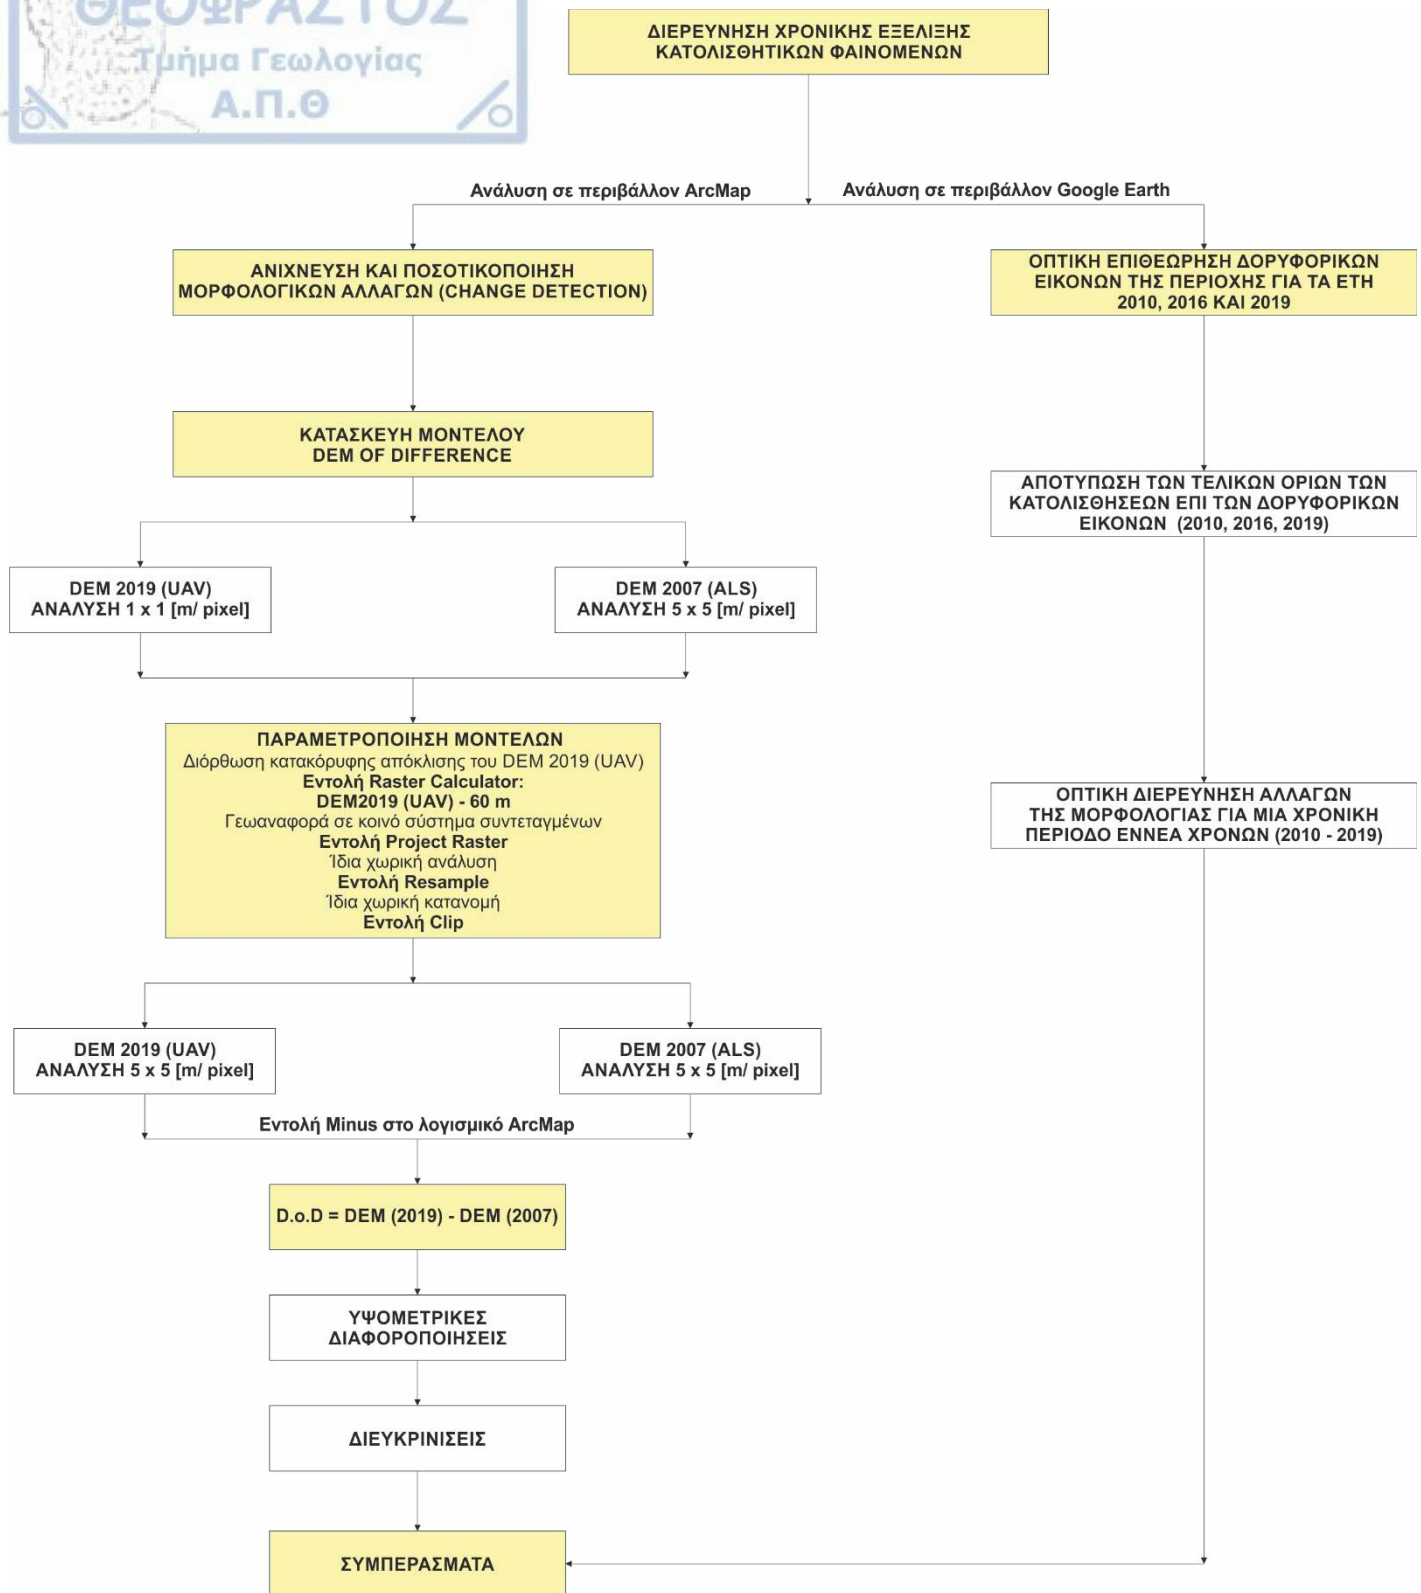 ΘΕΟΦΡΑΣΤΟΣ"
Τμήμα Γεωλογίας
Α.Π.Θ
ΔΙΕΡΕΥΝΗΣΗ ΧΡΟΝΙΚΗΣ ΕΞΕΛΙΞΗΣ
ΚΑΤΟΛΙΣΘΗΤΙΚΩΝ ΦΑΙΝΟΜΕΝΩΝ
Ανάλυση σε περιβάλλον ArcMap
Ανάλυση σε περιβάλλον Google Earth
ΑΝΙΧΝΕΥΣΗ ΚΑΙ ΠΟΣΟΤΙΚΟΠΟΙΗΣΗ
ΜΟΡΦΟΛΟΓΙΚΩΝ ΑΛΛΑΓΩΝ (CHANGE DETECTION)
ΟΠΤΙΚΗ ΕΠΙΘΕΩΡΗΣΗ ΔΟΡΥΦΟΡΙΚΩΝ
ΕΙΚΟΝΩΝ ΤΗΣ ΠΕΡΙΟΧΗΣ ΓΙΑ ΤΑ ΕΤΗ
2010, 2016 ΚΑΙ 2019
ΚΑΤΑΣΚΕΥΗ ΜΟΝΤΕΛΟΥ
DEM OF DIFFERENCE
ΑΠΟΤΥΠΩΣΗ ΤΩΝ ΤΕΛΙΚΩΝ ΟΡΙΩΝ ΤΩΝ
ΚΑΤΟΛΙΣΘΗΣΕΩΝ ΕΠΙ ΤΩΝ ΔΟΡΥΦΟΡΙΚΩΝ
ΕΙΚΟΝΩΝ (2010, 2016, 2019)
DEM 2019 (UAV)
ΑΝΑΛΥΣΗ 1 x 1 [m/ pixel]
DEM 2007 (ALS)
ΑΝΑΛΥΣΗ 5 x 5 [m/ pixel]
ΠΑΡΑΜΕΤΡΟΠΟΙΗΣΗ ΜΟΝΤΕΛΩΝ
Διόρθωση κατακόρυφης απόκλισης του DEM 2019 (UAV)
Εντολή Raster Calculator:
DEM2019 (UAV) - 60 m
Γεωαναφορά σε κοινό σύστημα συντεταγμένων
Εντολή Project Raster
Ίδια χωρική ανάλυση
Εντολή Resample
Ίδια χωρική κατανομή
Εντολή Clip
ΟΠΤΙΚΗ ΔΙΕΡΕΥΝΗΣΗ ΑΛΛΑΓΩΝ
ΤΗΣ ΜΟΡΦΟΛΟΓΙΑΣ ΓΙΑ ΜΙΑ ΧΡΟΝΙΚΗ
ΠΕΡΙΟΔΟ ΕΝΝΕΑ ΧΡΟΝΩΝ (2010 - 2019)
DEM 2019 (UAV)
ΑΝΑΛΥΣΗ 5 x 5 [m/ pixel]
DEM 2007 (ALS)
ΑΝΑΛΥΣΗ 5 x 5 [m/ pixel]
Εντολή Minus στο λογισμικό ArcMap
D.o.D = DEM (2019) - DEM (2007)
ΥΨΟΜΕΤΡΙΚΕΣ
ΔΙΑΦΟΡΟΠΟΙΗΣΕΙΣ
ΔΙΕΥΚΡΙΝΙΣΕΙΣ
ΣΥΜΠΕΡΑΣΜΑΤΑ